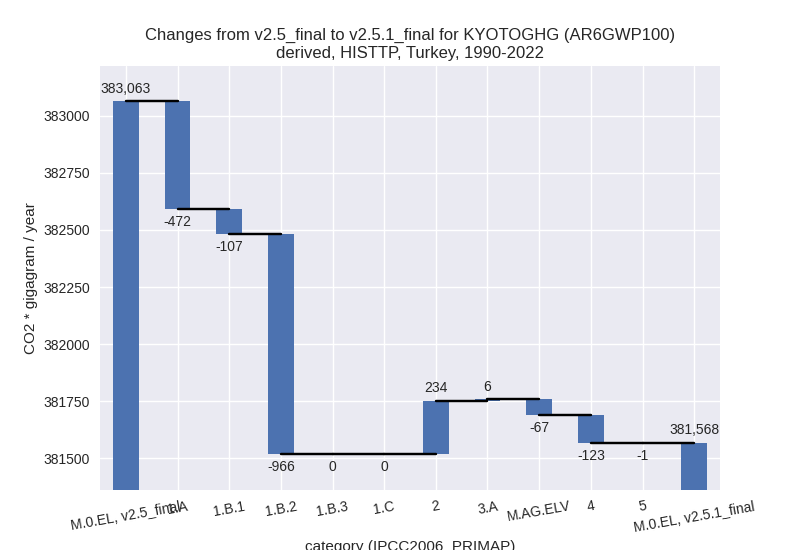 Changes from v2.5_final to v2.5.1_final for KYOTOGHG (AR6GWP100)
derived, HISTTP, Turkey, 1990-2022
383,063
383000
382750
-472
382500
-107
382250
382000
234
6
381750
-67
381,568
381500
-966
0
0
-123
-1
CO2 * gigagram / year
M.0.EL, v2.5_final
1.A
1.B.1
1.B.2
1.B.3
1.C
2
3.A
M.AG.ELV
4
5
M.0.EL, v2.5.1_final
category (IPCC2006_PRIMAP)